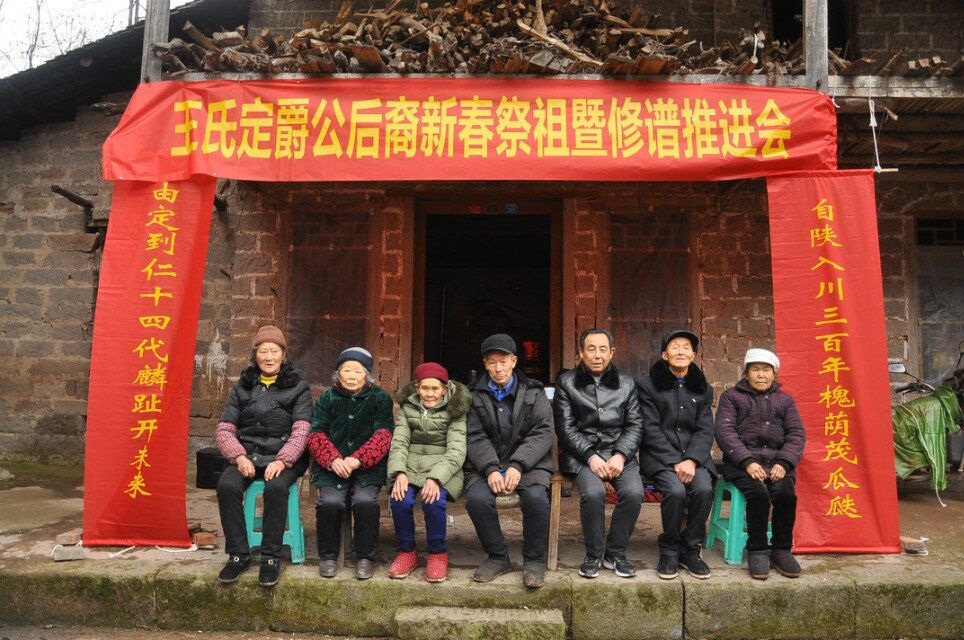 王氏定爵公后裔新春祭祖暨修谱推进会
自陕入川三百年槐荫茂瓜瓞
由定到仁十四代麟趾开未来